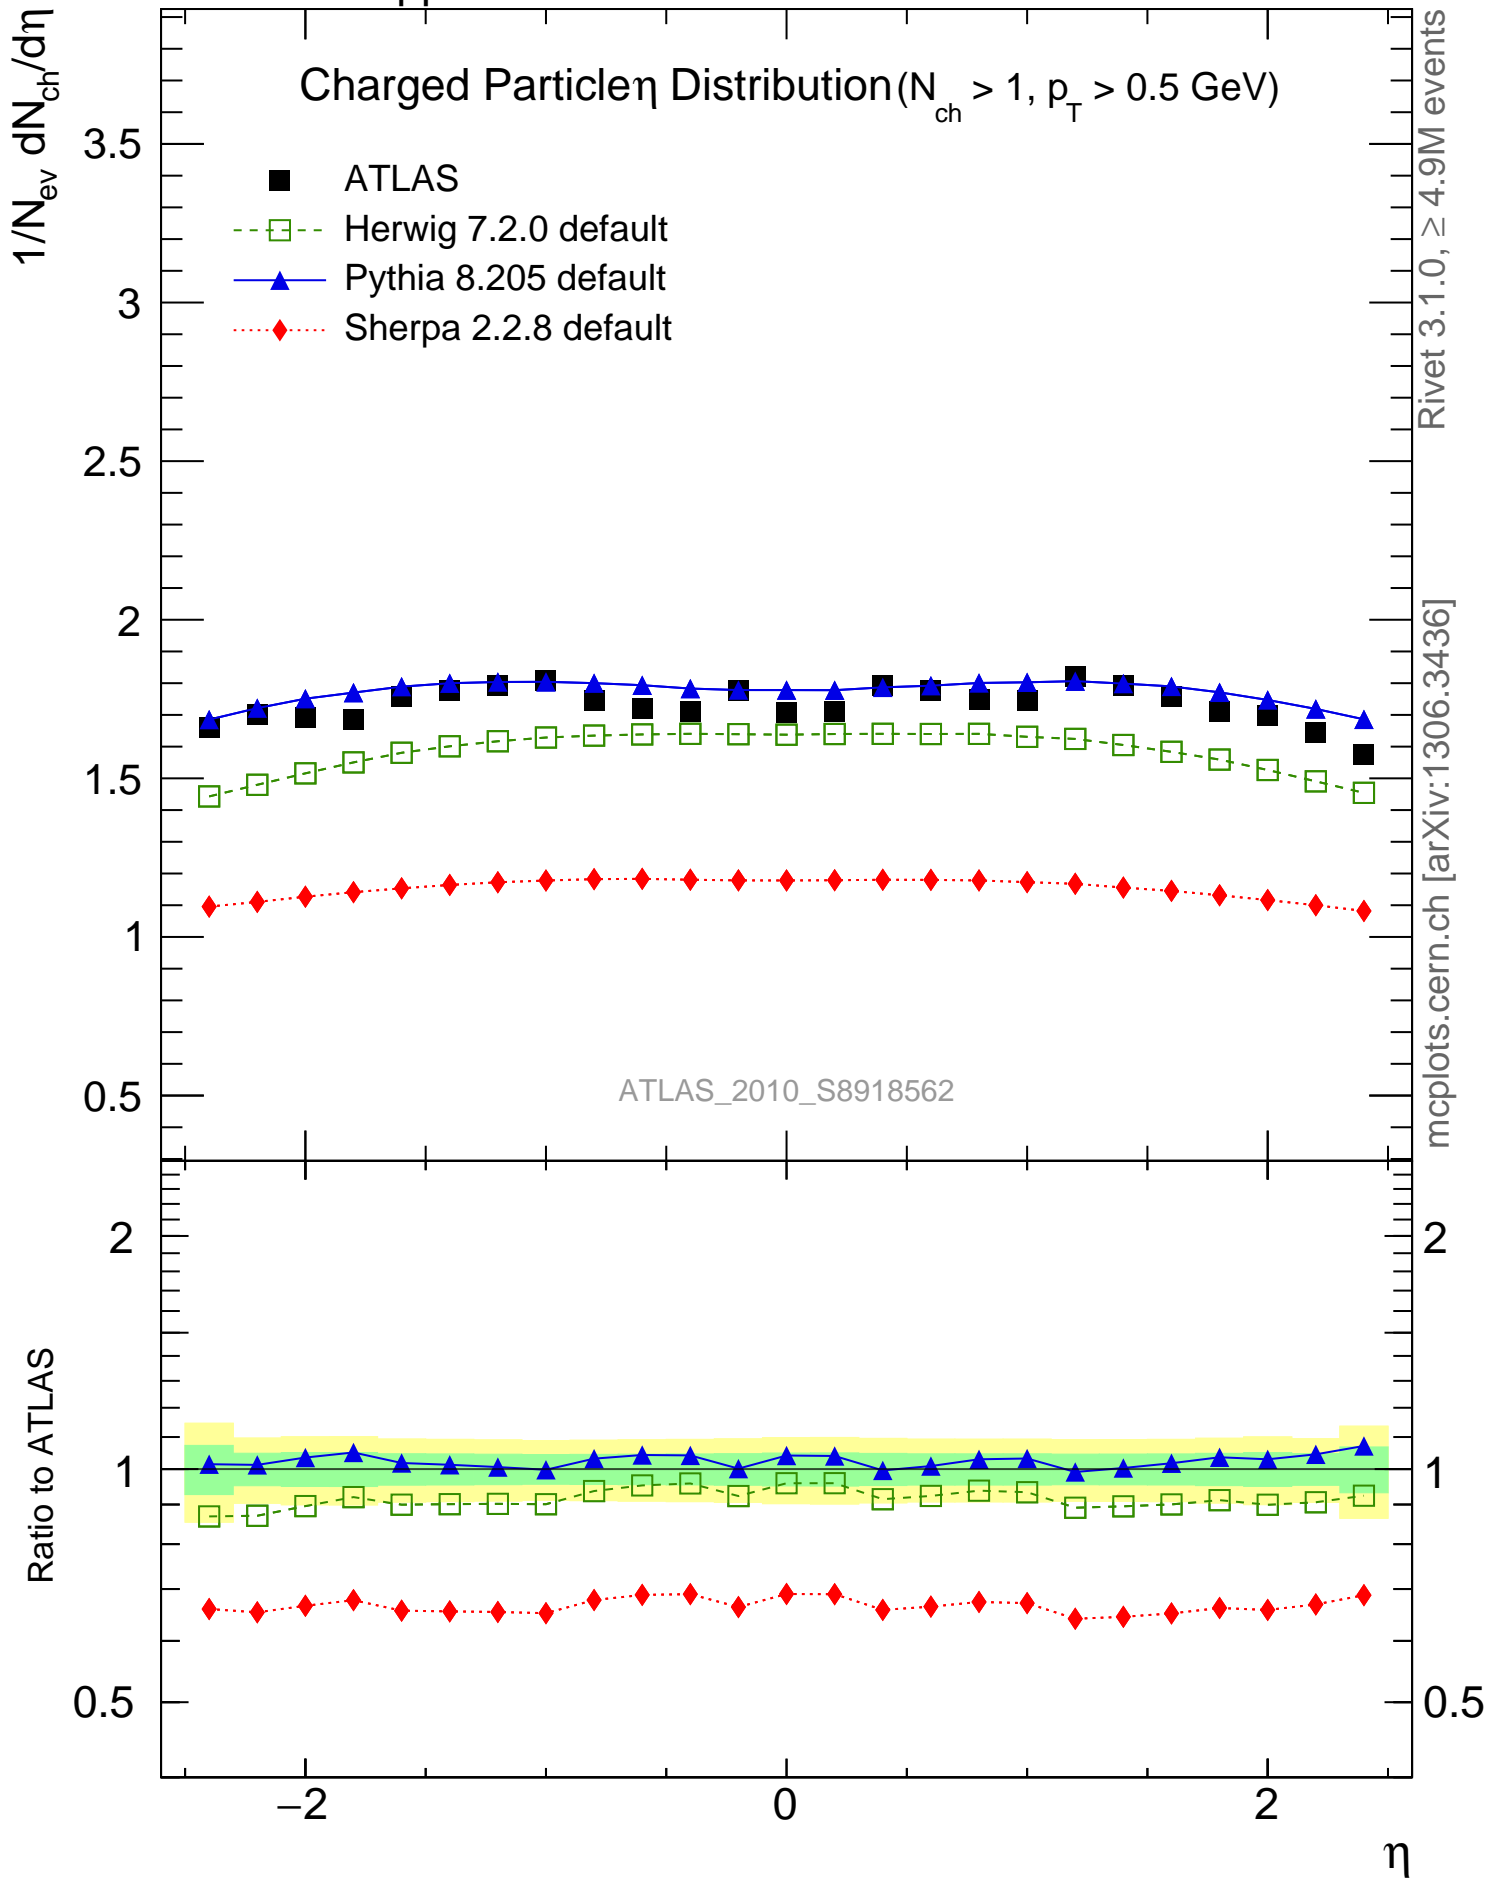 Charged Particleη Distribution (N_ch > 1, p_T > 0.5 GeV)
1/N_ev dN_ch/dη
ATLAS
Herwig 7.2.0 default
Pythia 8.205 default
Sherpa 2.2.8 default
3.5
3
2.5
2
1.5
1
0.5
ATLAS_2010_S8918562
Rivet 3.1.0, ≥ 4.9M events
mcplots.cern.ch [arXiv:1306.3436]
Ratio to ATLAS
2
2
1
1
0.5
0.5
−2
0
2
η